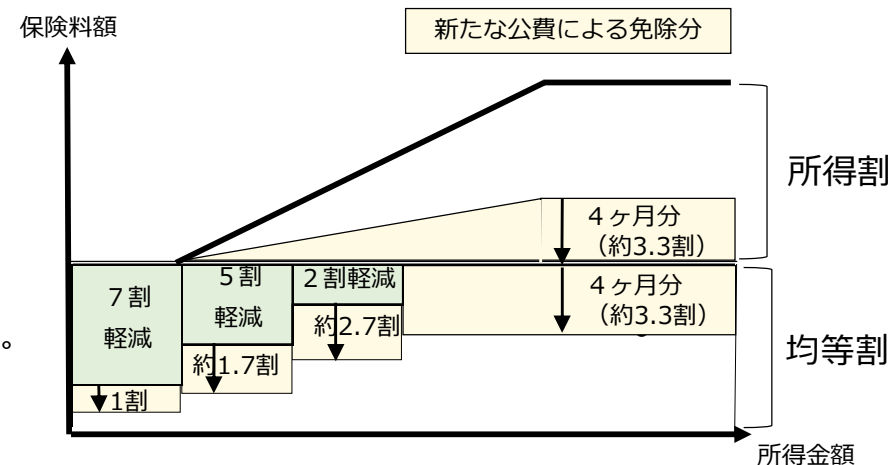 保険料額
新たな公費による免除分
所得割
４ヶ月分
（約3.3割）
４ヶ月分
（約3.3割）
７割
軽減
５割
軽減
２割軽減
約2.7割
約1.7割
1割
均等割
。
所得金額